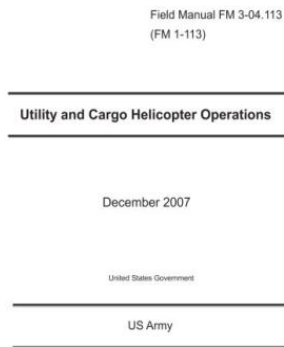 Field Manual FM 3-04.113
(FM 1-113)
Utility and Cargo Helicopter Operations
December 2007
United States Government
US Army